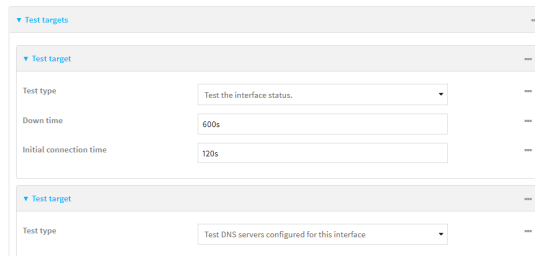 Test targets
Test target
Test type
Test the interface status.
Down time
600s
Initial connection time
120s
Test target
Test type
Test DNS servers configured for this interface